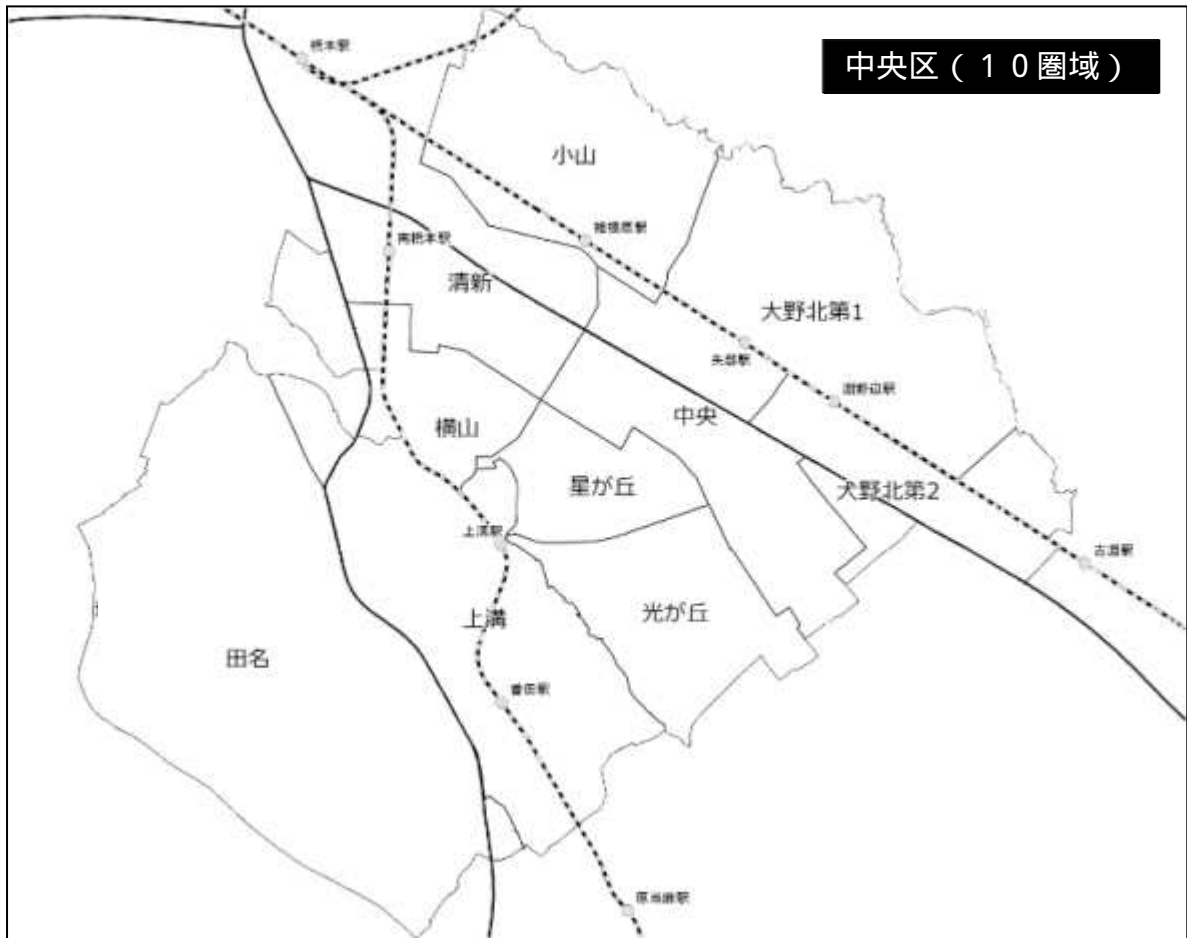 橋本駅
中央区（１０圏域）
小山
相模原駅
南橋本駅
清新
大野北第1
矢部駅
淵野辺駅
中央
横山
星が丘
大野北第2
上溝駅
古淵駅
光が丘
上溝
田名
番田駅
原当麻駅